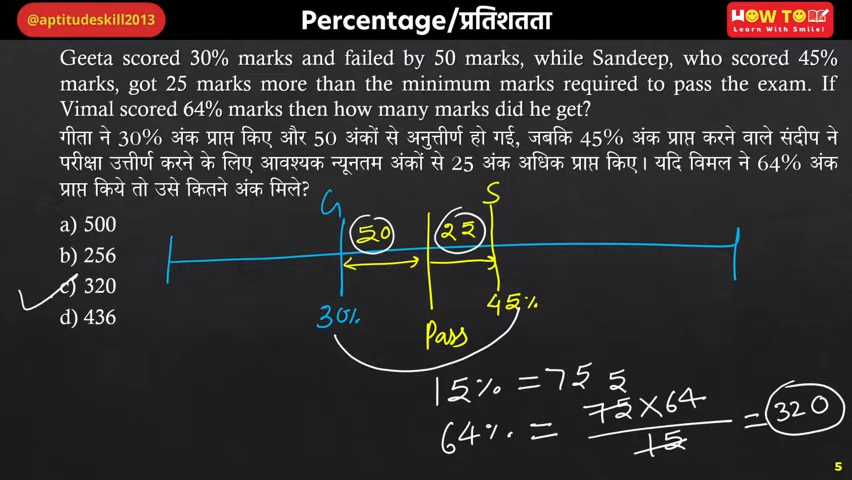 @aptitudeskill2013
Percentage/प्रतिशतता
HOW TO
Learn With Smile!
Geeta scored 30% marks and failed by 50 marks, while Sandeep, who scored 45%
marks, got 25 marks more than the minimum marks required to pass the exam. If
Vimal scored 64% marks then how many marks did he get?
गीता ने 30% अंक प्राप्त किए और 50 अंकों से अनुत्तीर्ण हो गई, जबकि 45% अंक प्राप्त करने वाले संदीप ने
परीक्षा उत्तीर्ण करने के लिए आवश्यक न्यूनतम अंकों से 25 अंक अधिक प्राप्त किए। यदि विमल ने 64% अंक
प्राप्त किये तो उसे कितने अंक मिले?
a) 500
b) 256
c) 320
d) 436
G
S
50
25
30%
45%
Pass
15% = 75
5
64% = 75 × 64 / 15 = 320
5